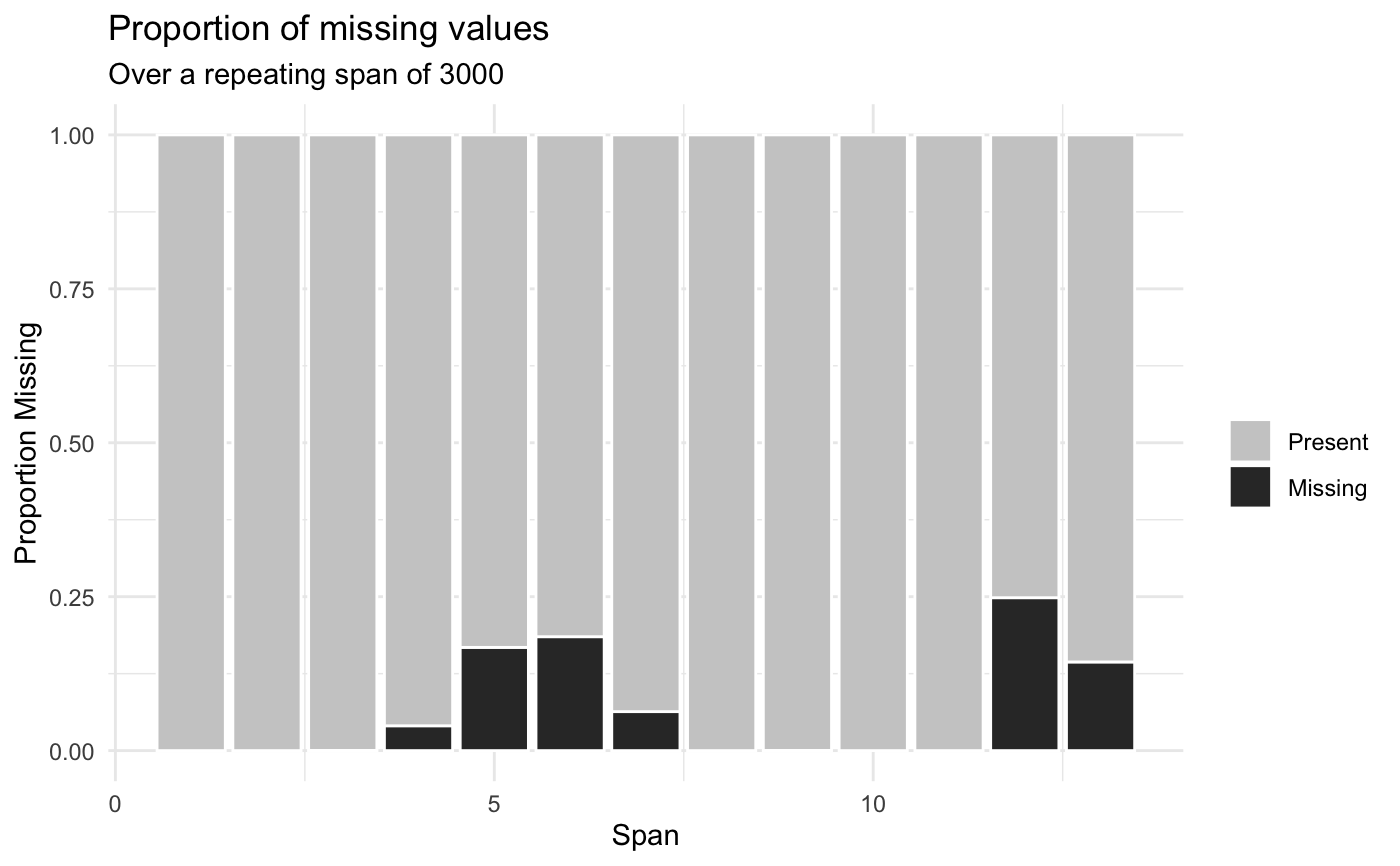 Proportion of missing values
Over a repeating span of 3000
1.00
0.75
0.50
0.25
0.00
Proportion Missing
0
5
10
Span
Present
Missing